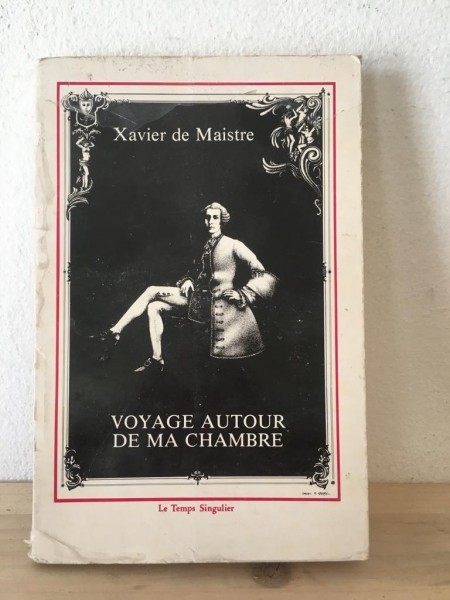 Xavier de Maistre
VOYAGE AUTOUR
DE MA CHAMBRE
Le Temps Singulier